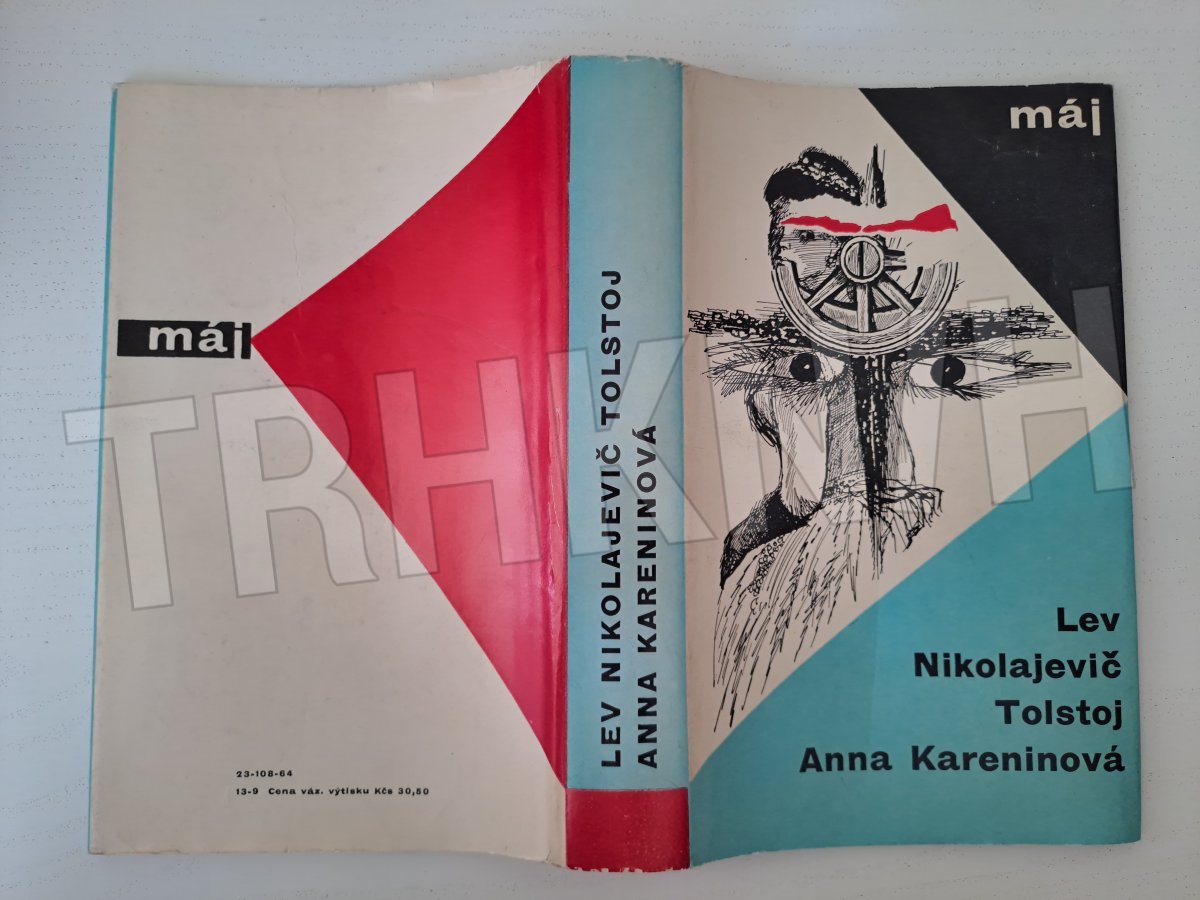 máj
23-108-64
13-9 Cena váz. výtisku Kčs 30,50
LEV NIKOLAJEVIČ TOLSTOJ
ANNA KARENINOVÁ
máj
Lev
Nikolajevič
Tolstoj
Anna Kareninová
TRHKNIH